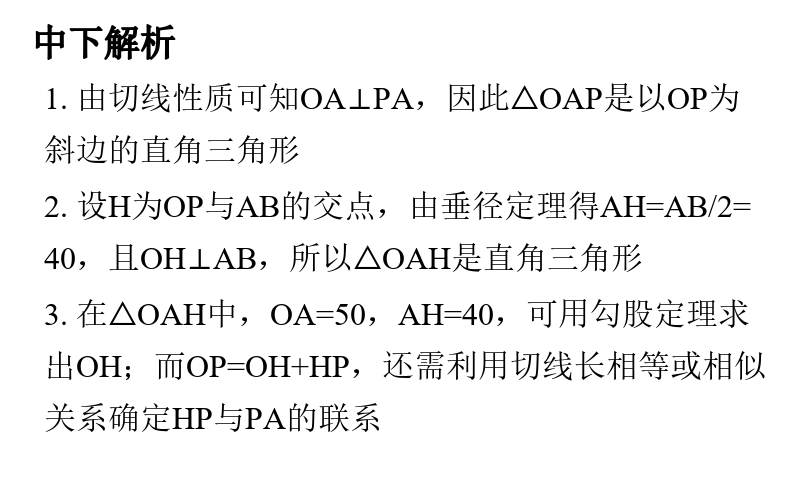 中下解析
1. 由切线性质可知OA⊥PA，因此△OAP是以OP为
斜边的直角三角形
2. 设H为OP与AB的交点，由垂径定理得AH=AB/2=
40，且OH⊥AB，所以△OAH是直角三角形
3. 在△OAH中，OA=50，AH=40，可用勾股定理求
出OH；而OP=OH+HP，还需利用切线长相等或相似
关系确定HP与PA的联系